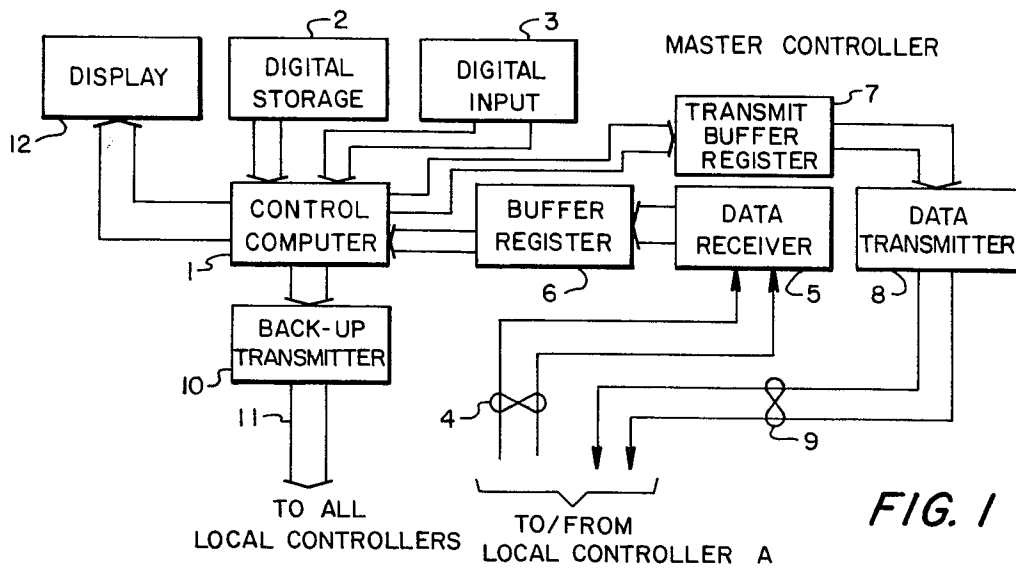 2
3
MASTER CONTROLLER
DISPLAY
12
DIGITAL
STORAGE
DIGITAL
INPUT
TRANSMIT
BUFFER
REGISTER
7
CONTROL
COMPUTER
1
BUFFER
REGISTER
6
DATA
RECEIVER
5
DATA
TRANSMITTER
8
BACK-UP
TRANSMITTER
10
11
4
9
TO ALL
LOCAL CONTROLLERS
TO/FROM
LOCAL CONTROLLER A
FIG. 1